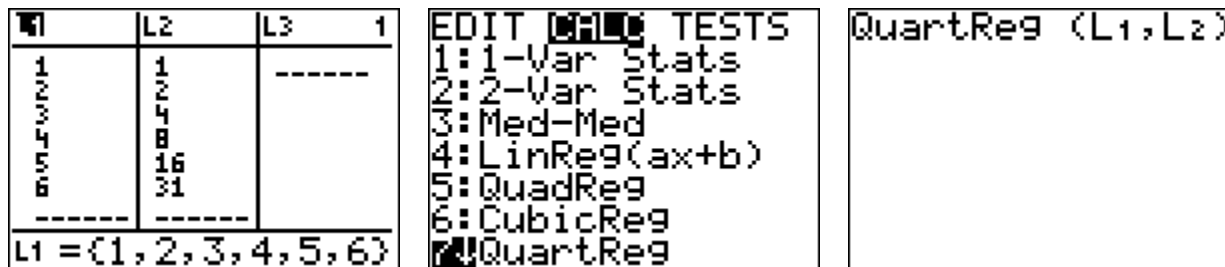 L1 L2 L3 1
1 1 ------
2 2
3 4
4 8
5 16
6 31
------ ------
L1 ={1,2,3,4,5,6}
EDIT CALC TESTS
1:1-Var Stats
2:2-Var Stats
3:Med-Med
4:LinReg(ax+b)
5:QuadReg
6:CubicReg
7↓QuartReg
QuartReg (L1,L2)